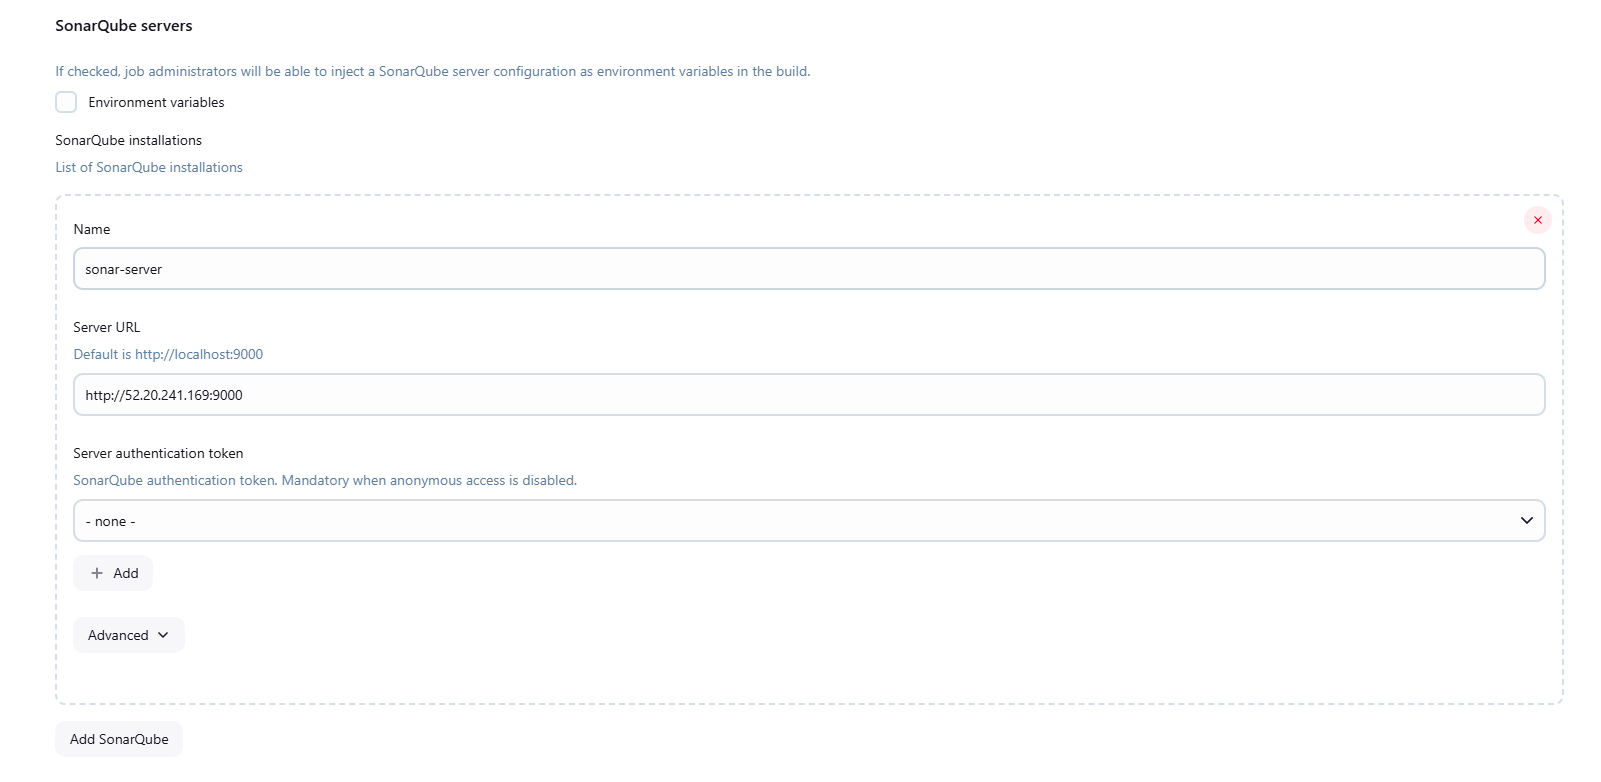 SonarQube servers
If checked, job administrators will be able to inject a SonarQube server configuration as environment variables in the build.
Environment variables
SonarQube installations
List of SonarQube installations
Name
sonar-server
Server URL
Default is http://localhost:9000
http://52.20.241.169:9000
Server authentication token
SonarQube authentication token. Mandatory when anonymous access is disabled.
- none -
Add
Advanced
Add SonarQube